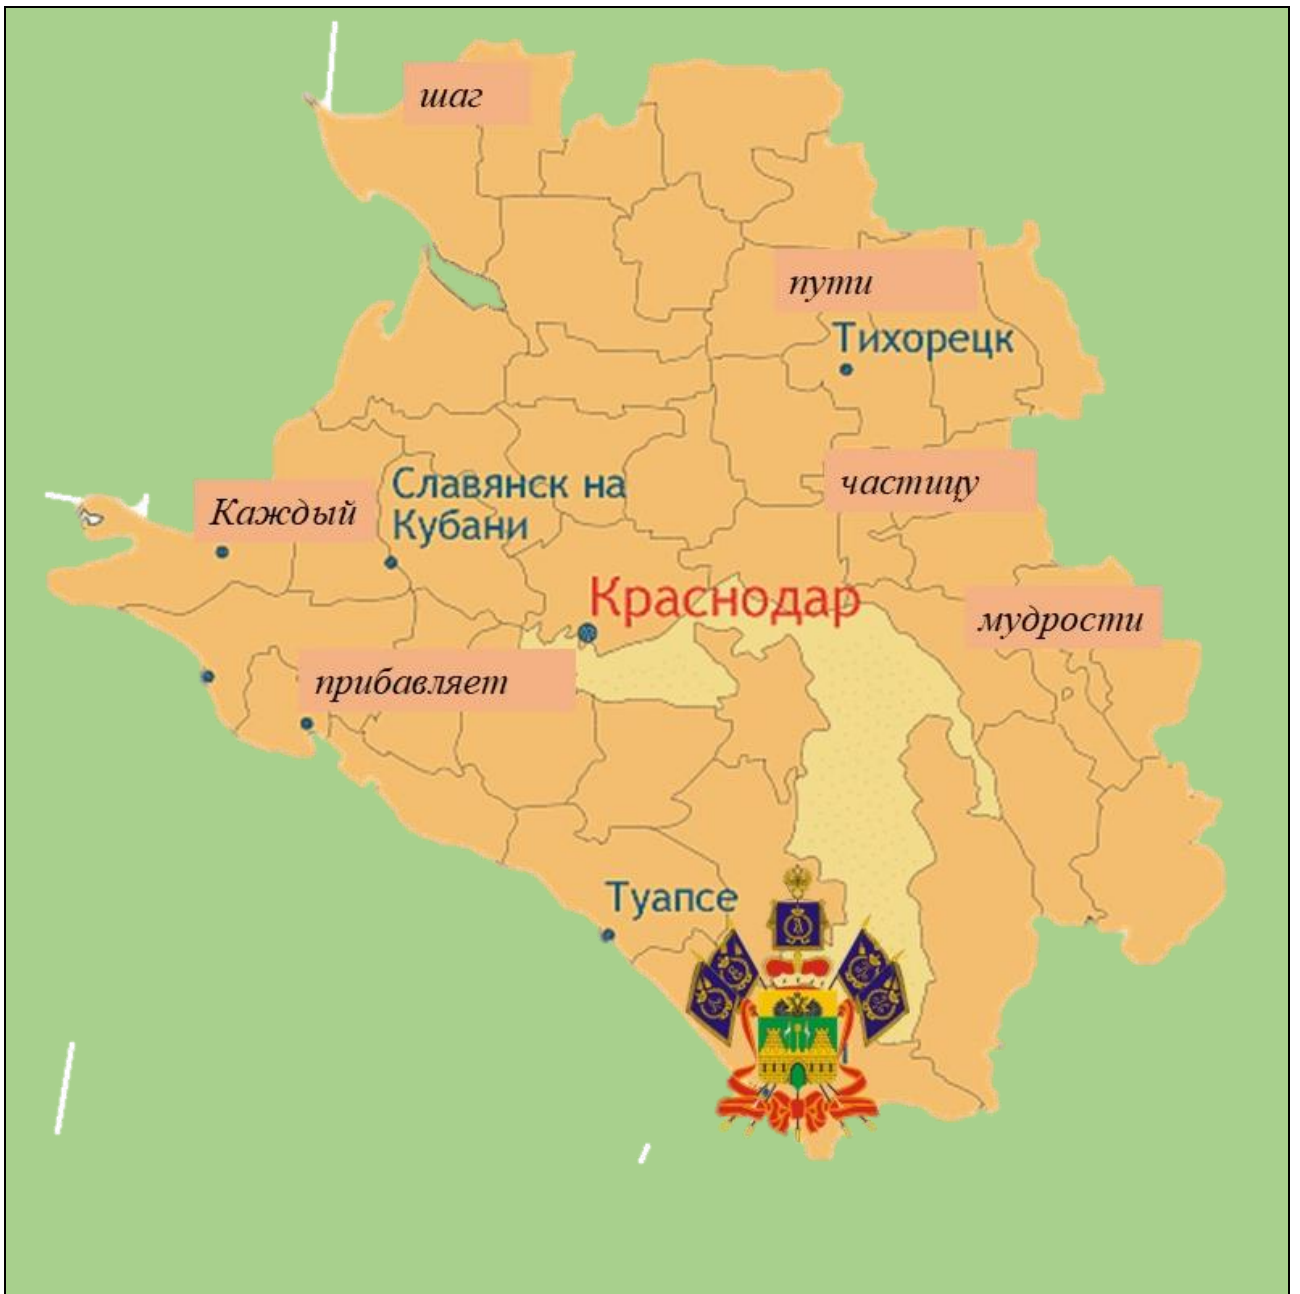 шаг
пути
Тихорецк
частицу
Славянск на
Кубани
Каждый
Краснодар
мудрости
прибавляет
Туапсе